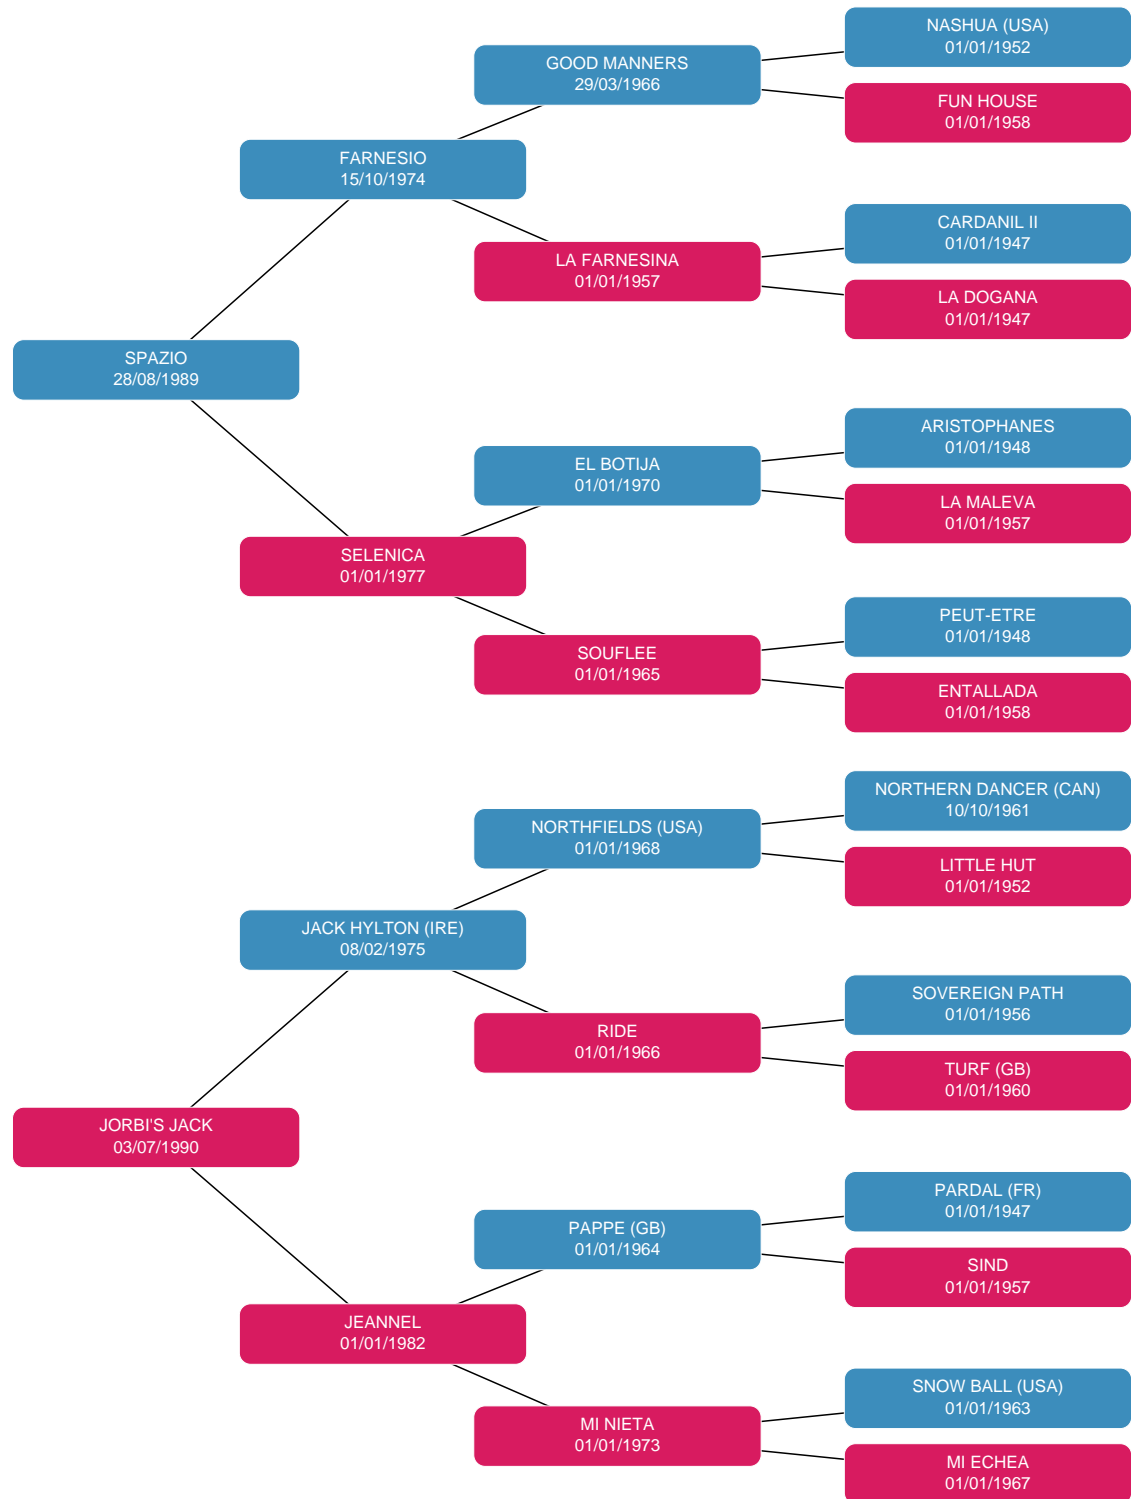 NASHUA (USA)
01/01/1952
GOOD MANNERS
29/03/1966
FUN HOUSE
01/01/1958
FARNESIO
15/10/1974
CARDANIL II
01/01/1947
LA FARNESINA
01/01/1957
LA DOGANA
01/01/1947
SPAZIO
28/08/1989
ARISTOPHANES
01/01/1948
EL BOTIJA
01/01/1970
LA MALEVA
01/01/1957
SELENICA
01/01/1977
PEUT-ETRE
01/01/1948
SOUFLEE
01/01/1965
ENTALLADA
01/01/1958
NORTHERN DANCER (CAN)
10/10/1961
NORTHFIELDS (USA)
01/01/1968
LITTLE HUT
01/01/1952
JACK HYLTON (IRE)
08/02/1975
SOVEREIGN PATH
01/01/1956
RIDE
01/01/1966
TURF (GB)
01/01/1960
JORBI'S JACK
03/07/1990
PARDAL (FR)
01/01/1947
PAPPE (GB)
01/01/1964
SIND
01/01/1957
JEANNEL
01/01/1982
SNOW BALL (USA)
01/01/1963
MI NIETA
01/01/1973
MI ECHEA
01/01/1967